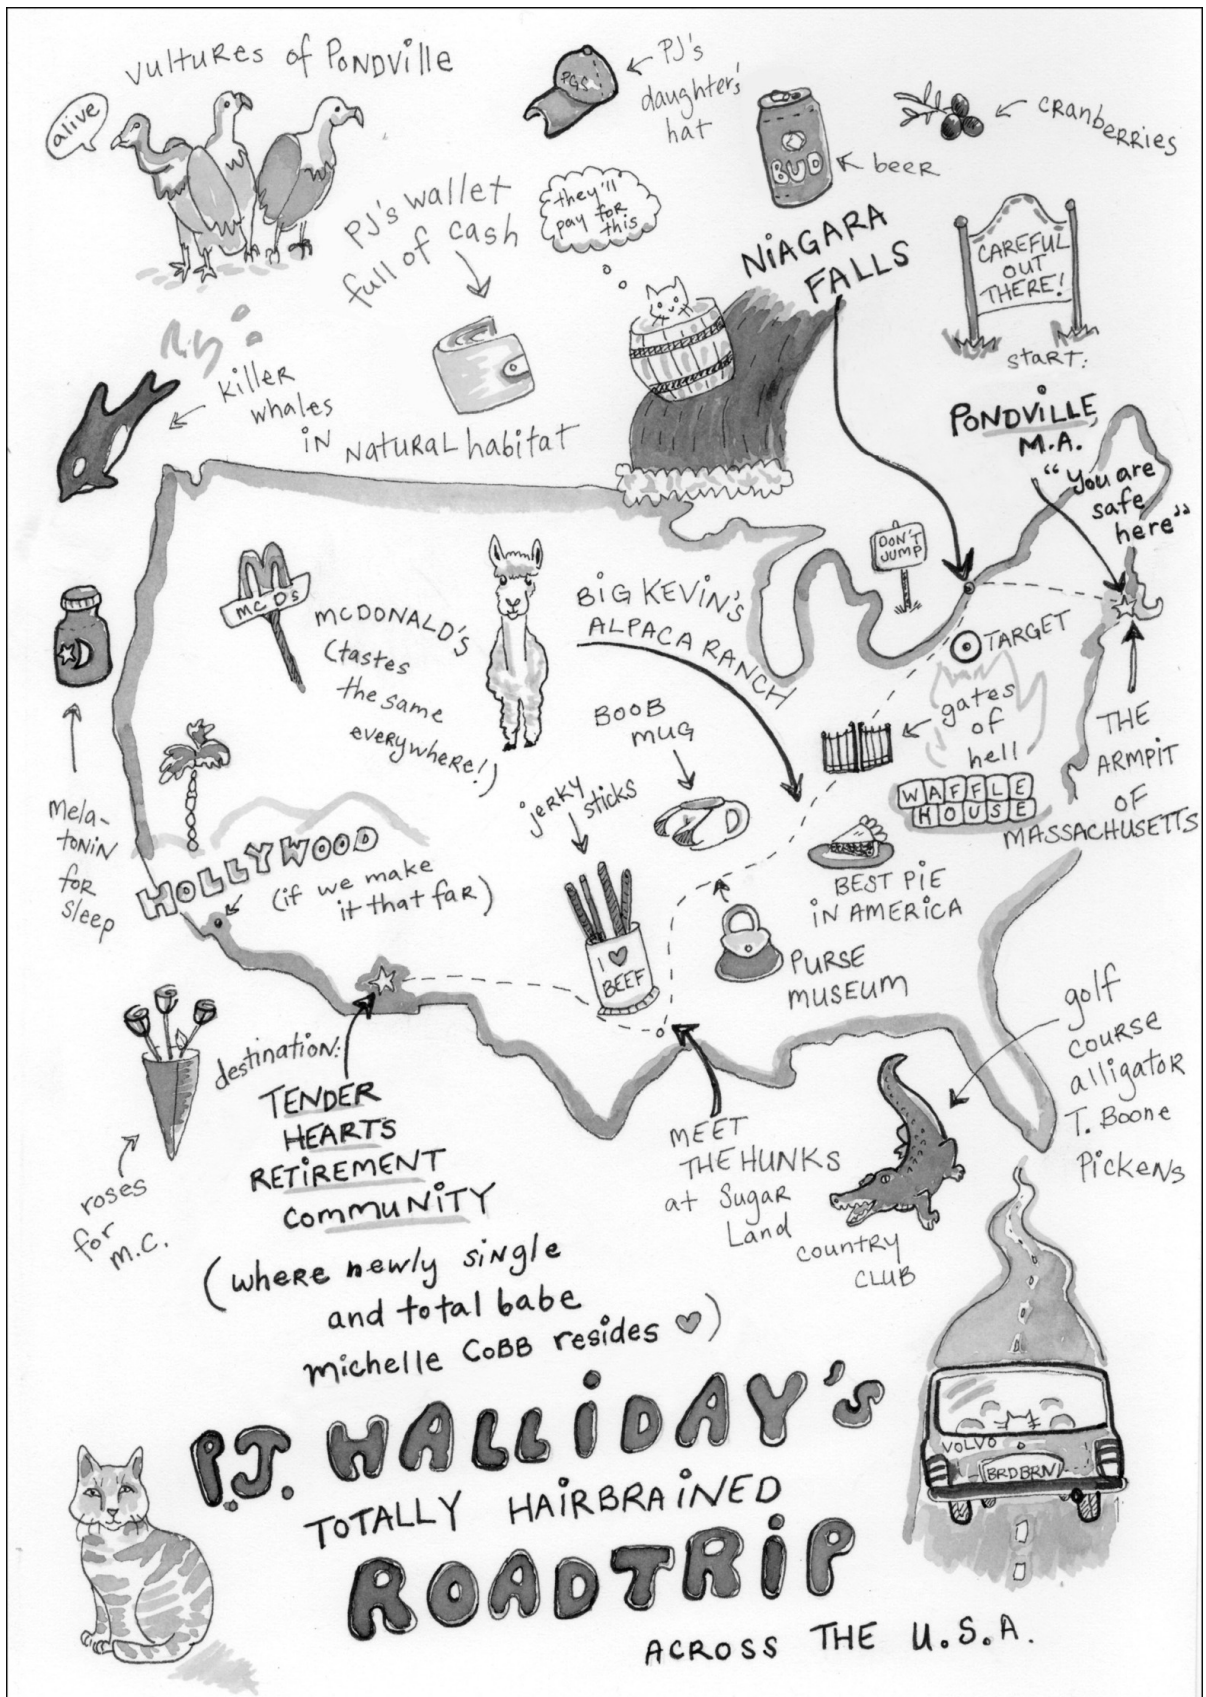 vultures of PONDVILLE
alive
PJ's
daughter's
hat
PGS
BUD
beer
CRANberries
PJ's wallet
full of cash
they'll
pay for
this
NiAGARA
FALLS
CAREFUL
OUT
THERE!
START:
PONDVILLE,
M.A.
"you are
safe
here"
killer
whales
iN NATURAL habitat
DON'T
JUMP
MC D's
MCDONALD'S
(tastes
the same
everywhere!)
BiG KEVIN'S
ALPACA RANCH
TARGET
gates
of
hell
THE
ARMPIT
OF
MASSACHUSETTS
BOOB
MUG
jerky
sticks
WAFFLE
HOUSE
mela-
tonin
for
sleep
HOLLYWOOD
(if we make
it that far)
BEST PiE
iN AMERiCA
I
BEEF
PURSE
MUSEUM
golf
course
alligator
T. Boone
Pickens
destination:
TENDER
HEARTS
RETiREMENT
COMMUNiTY
(where newly single
and total babe
michelle COBB resides)
roses
for
M.C.
MEET
THE HUNKS
at Sugar
Land
COUNTRY
CLUB
VOLVO
BRDBRN
P.J. HALLiDAY's
TOTALLY HAiRBRAiNED
ROADTRiP
ACROSS THE U.S.A.